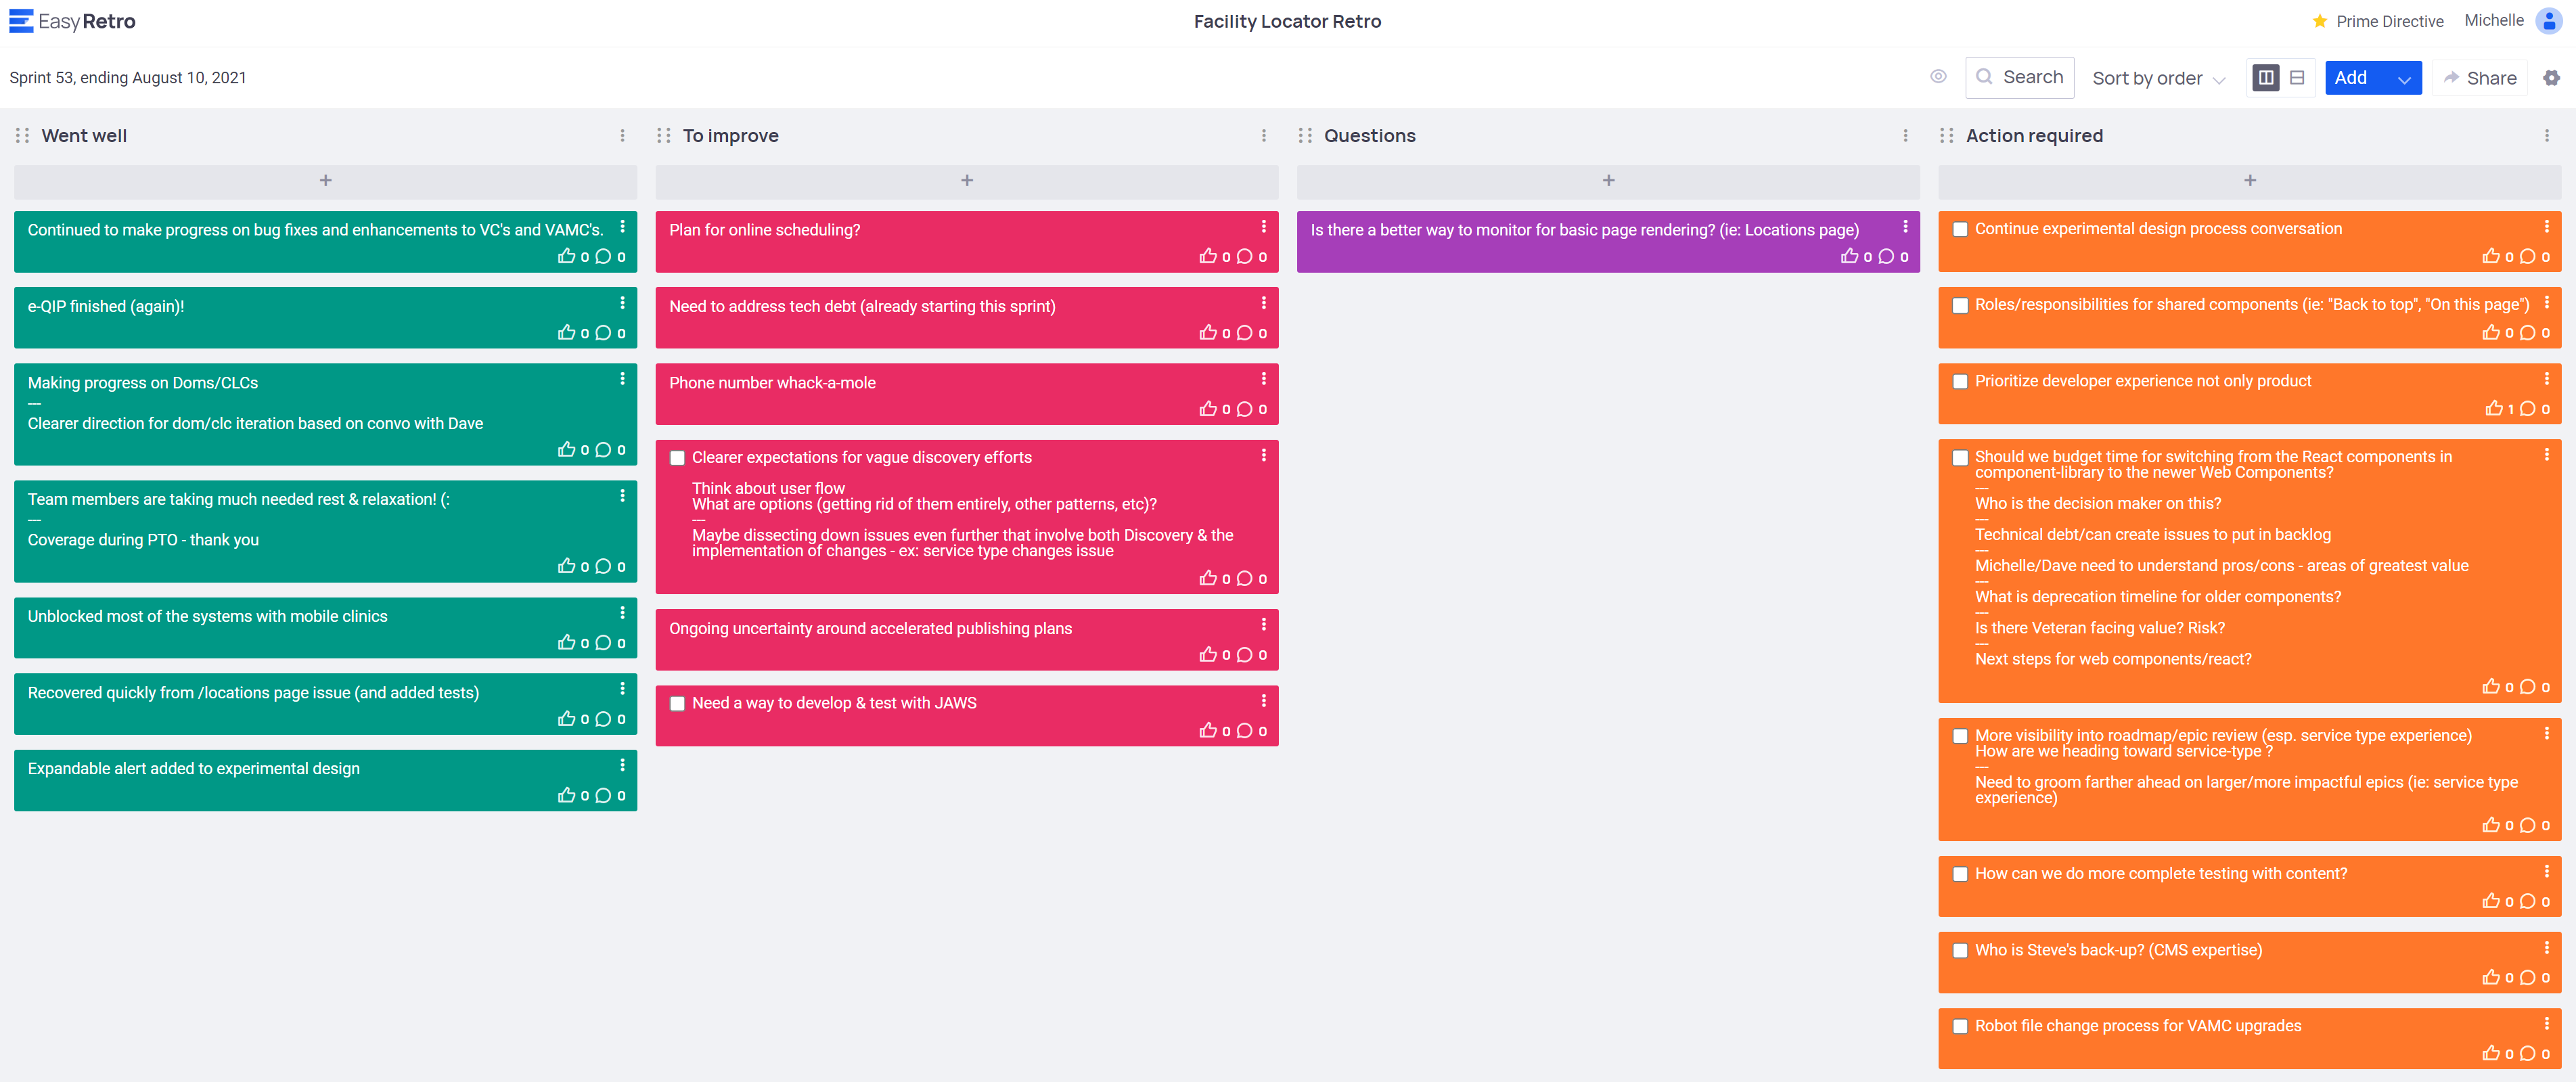 EasyRetro
Facility Locator Retro
Prime Directive
Michelle
Sprint 53, ending August 10, 2021
Search
Sort by order
Add
Share
Went well
+
Continued to make progress on bug fixes and enhancements to VC's and VAMC's.
0 0
e-QIP finished (again)!
0 0
Making progress on Doms/CLCs
---
Clearer direction for dom/clc iteration based on convo with Dave
0 0
Team members are taking much needed rest & relaxation! (:
---
Coverage during PTO - thank you
0 0
Unblocked most of the systems with mobile clinics
0 0
Recovered quickly from /locations page issue (and added tests)
0 0
Expandable alert added to experimental design
0 0
To improve
+
Plan for online scheduling?
0 0
Need to address tech debt (already starting this sprint)
0 0
Phone number whack-a-mole
0 0
Clearer expectations for vague discovery efforts
Think about user flow
What are options (getting rid of them entirely, other patterns, etc)?
---
Maybe dissecting down issues even further that involve both Discovery & the
implementation of changes - ex: service type changes issue
0 0
Ongoing uncertainty around accelerated publishing plans
0 0
Need a way to develop & test with JAWS
0 0
Questions
+
Is there a better way to monitor for basic page rendering? (ie: Locations page)
0 0
Action required
+
Continue experimental design process conversation
0 0
Roles/responsibilities for shared components (ie: "Back to top", "On this page")
0 0
Prioritize developer experience not only product
1 0
Should we budget time for switching from the React components in
component-library to the newer Web Components?
---
Who is the decision maker on this?
---
Technical debt/can create issues to put in backlog
---
Michelle/Dave need to understand pros/cons - areas of greatest value
---
What is deprecation timeline for older components?
---
Is there Veteran facing value? Risk?
---
Next steps for web components/react?
0 0
More visibility into roadmap/epic review (esp. service type experience)
How are we heading toward service-type ?
---
Need to groom farther ahead on larger/more impactful epics (ie: service type
experience)
0 0
How can we do more complete testing with content?
0 0
Who is Steve's back-up? (CMS expertise)
0 0
Robot file change process for VAMC upgrades
0 0